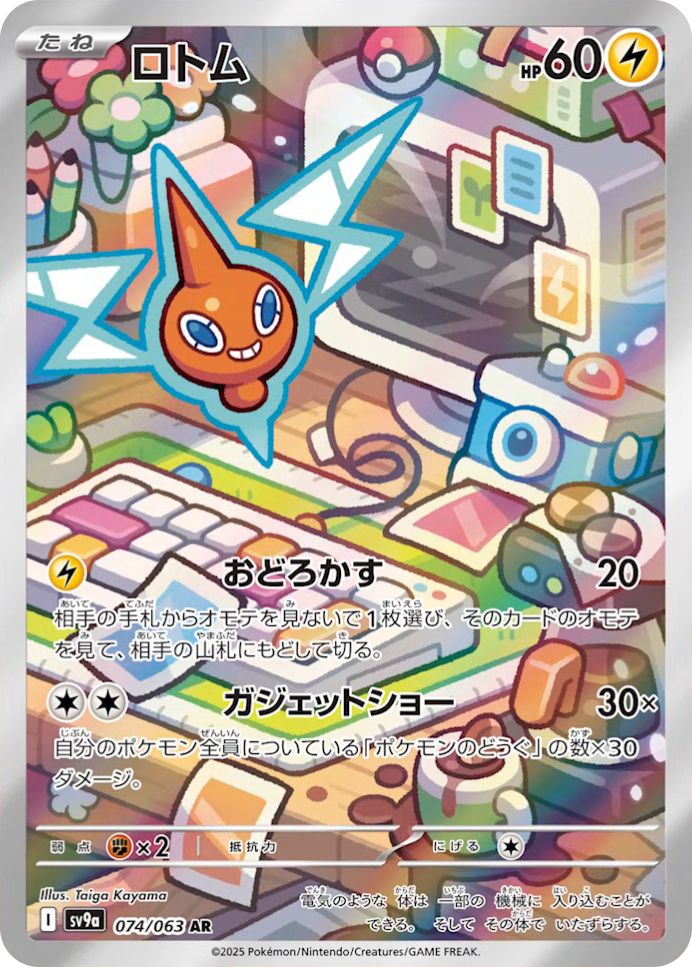 たね ロトム HP60
おどろかす 20
相手の手札からオモテを見ないで1枚選び、そのカードのオモテ
を見て、相手の山札にもどして切る。
ガジェットショー 30×
自分のポケモン全員についている「ポケモンのどうぐ」の数×30
ダメージ。
弱点 ×2 抵抗力 にげる
Illus. Taiga Kayama
電気のような 体は 一部の 機械に 入り込むことが
できる。 そして その体で いたずらする。
I sv9a 074/063 AR
©2025 Pokémon/Nintendo/Creatures/GAME FREAK.